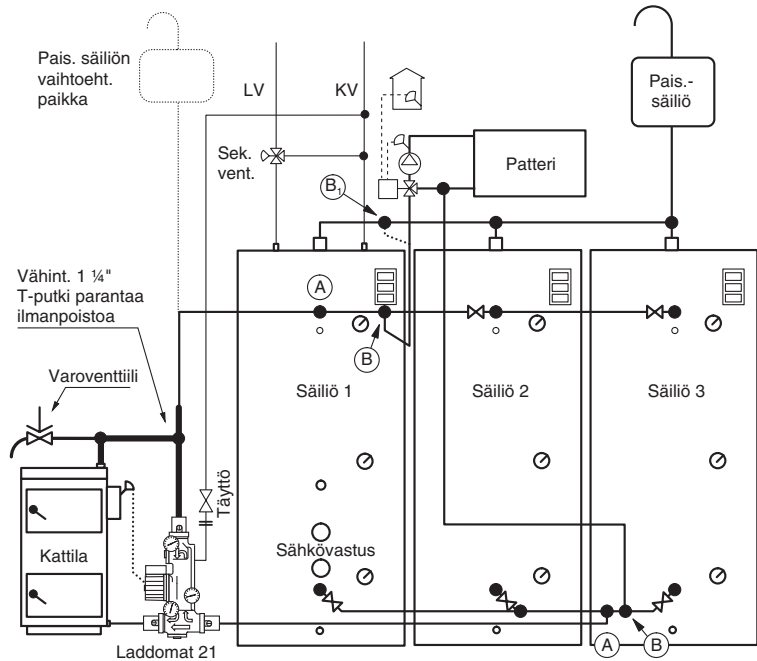 Pais. säiliön
vaihtoeht.
paikka
LV
KV
Pais.-
säiliö
Sek.
vent.
Patteri
B1
Vähint. 1 ¼"
T-putki parantaa
ilmanpoistoa
A
B
Varoventtiili
Säiliö 1
Säiliö 2
Säiliö 3
Täyttö
Kattila
Sähkövastus
Laddomat 21
A
B